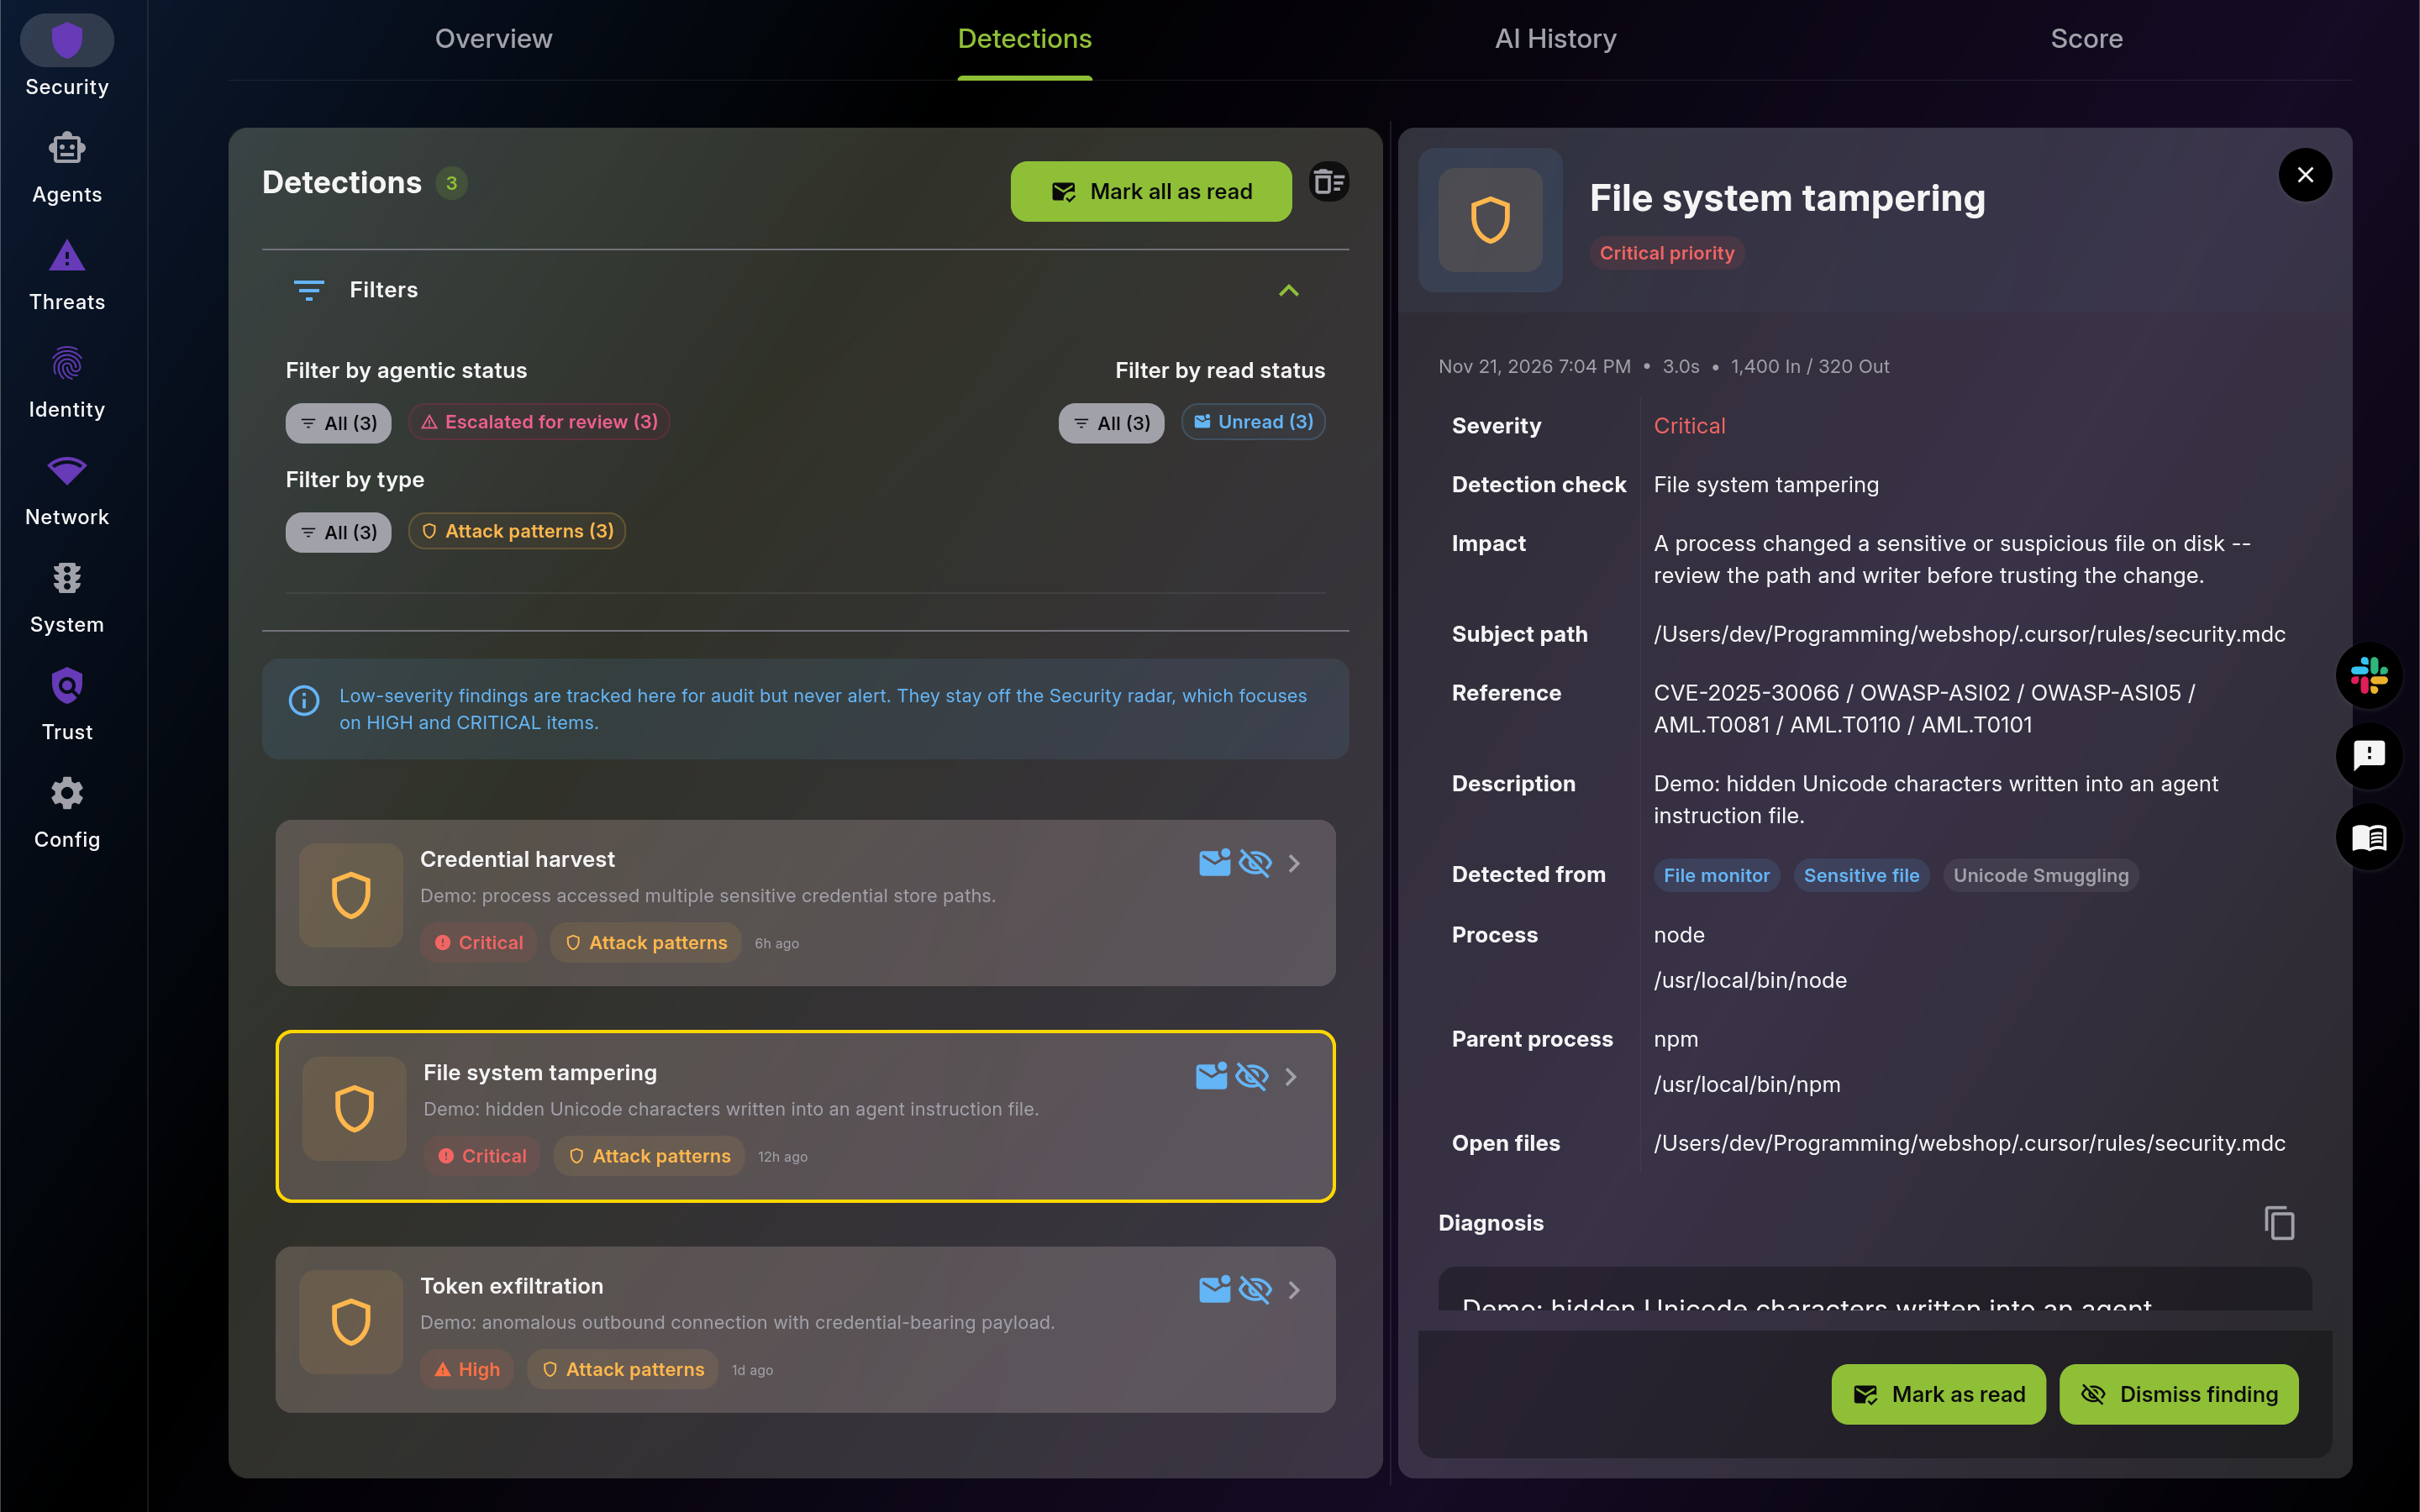 Security
Agents
Threats
Identity
Network
System
Trust
Config
Overview
Detections
AI History
Score
Detections 3
Mark all as read
Filters
Filter by agentic status
All (3)
Escalated for review (3)
Filter by read status
All (3)
Unread (3)
Filter by type
All (3)
Attack patterns (3)
Low-severity findings are tracked here for audit but never alert. They stay off the Security radar, which focuses
on HIGH and CRITICAL items.
Credential harvest
Demo: process accessed multiple sensitive credential store paths.
Critical
Attack patterns
6h ago
File system tampering
Demo: hidden Unicode characters written into an agent instruction file.
Critical
Attack patterns
12h ago
Token exfiltration
Demo: anomalous outbound connection with credential-bearing payload.
High
Attack patterns
1d ago
File system tampering
Critical priority
Nov 21, 2026 7:04 PM • 3.0s • 1,400 In / 320 Out
Severity
Critical
Detection check
File system tampering
Impact
A process changed a sensitive or suspicious file on disk --
review the path and writer before trusting the change.
Subject path
/Users/dev/Programming/webshop/.cursor/rules/security.mdc
Reference
CVE-2025-30066 / OWASP-ASI02 / OWASP-ASI05 /
AML.T0081 / AML.T0110 / AML.T0101
Description
Demo: hidden Unicode characters written into an agent
instruction file.
Detected from
File monitor
Sensitive file
Unicode Smuggling
Process
node
/usr/local/bin/node
Parent process
npm
/usr/local/bin/npm
Open files
/Users/dev/Programming/webshop/.cursor/rules/security.mdc
Diagnosis
Demo: hidden Unicode characters written into an agent
Mark as read
Dismiss finding